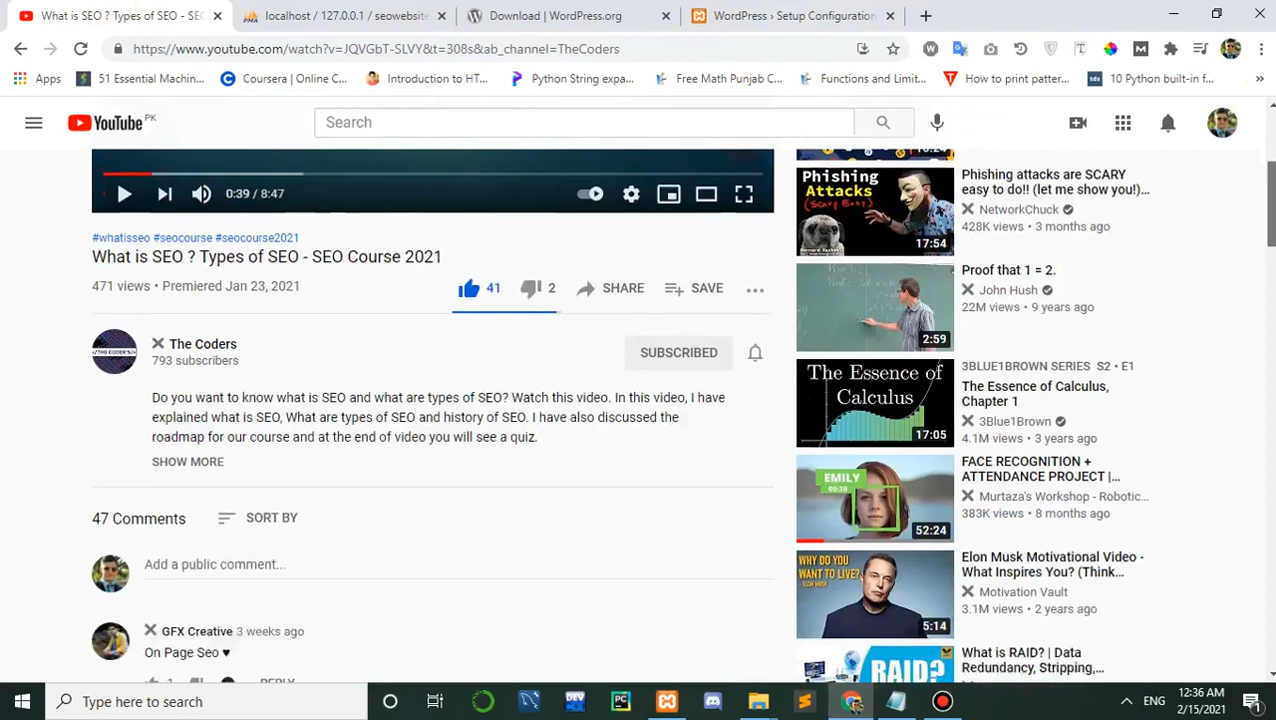 What is SEO ? Types of SEO - SEC
localhost / 127.0.0.1 / seowebsite
Download | WordPress.org
WordPress › Setup Configuration
https://www.youtube.com/watch?v=JQVGbT-SLVY&t=308s&ab_channel=TheCoders
Apps
51 Essential Machin...
Coursera | Online C...
Introduction to HT...
Python String expa...
Free Math Punjab C...
Functions and Limit...
How to print patter...
10 Python built-in f...
YouTube PK
Search
0:39 / 8:47
#whatisseo #seocourse #seocourse2021
What is SEO ? Types of SEO - SEO Course 2021
471 views • Premiered Jan 23, 2021
41
2
SHARE
SAVE
The Coders
793 subscribers
SUBSCRIBED
Do you want to know what is SEO and what are types of SEO? Watch this video. In this video, I have
explained what is SEO, What are types of SEO and history of SEO. I have also discussed the
roadmap for our course and at the end of video you will see a quiz.
SHOW MORE
47 Comments
SORT BY
Add a public comment...
GFX Creative 3 weeks ago
On Page Seo ♥
1
REPLY
Phishing
Attacks
(Scary Easy)
17:54
Phishing attacks are SCARY
easy to do!! (let me show you!)...
NetworkChuck
428K views • 3 months ago
2:59
Proof that 1 = 2.
John Hush
22M views • 9 years ago
The Essence of
Calculus
17:05
3BLUE1BROWN SERIES S2 • E1
The Essence of Calculus,
Chapter 1
3Blue1Brown
4.1M views • 3 years ago
EMILY
52:24
FACE RECOGNITION +
ATTENDANCE PROJECT |...
Murtaza's Workshop - Robotic...
383K views • 8 months ago
WHY DO YOU
WANT TO LIVE?
5:14
Elon Musk Motivational Video -
What Inspires You? (Think...
Motivation Vault
3.1M views • 2 years ago
RAID?
What is RAID? | Data
Redundancy, Stripping,...
Type here to search
ENG
12:36 AM
2/15/2021